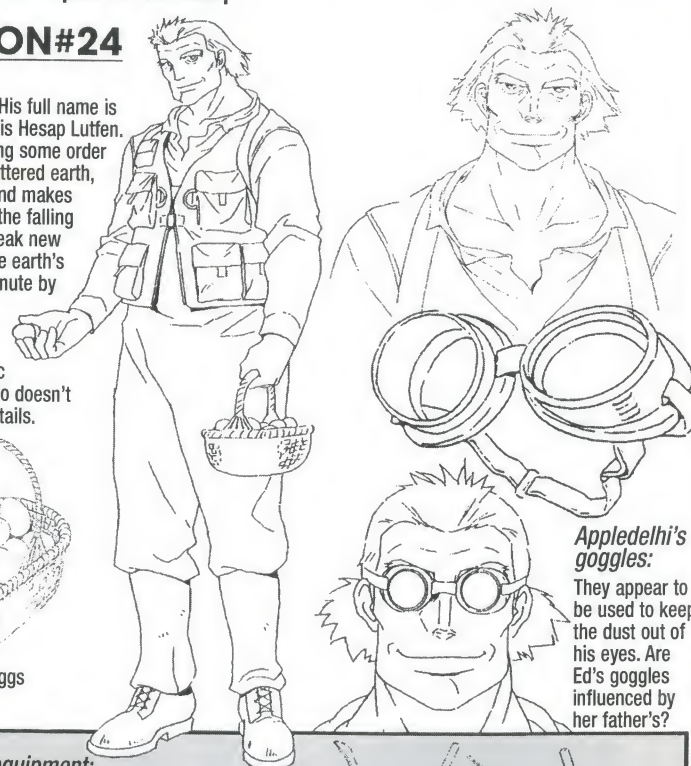 ON#24
His full name is
is Hesap Lutfen.
ng some order
ttered earth,
nd makes
the falling
eak new
e earth's
nute by
c
o doesn't
tails.
ggs
Appledelhi's
goggles:
They appear to
be used to keep
the dust out of
his eyes. Are
Ed's goggles
influenced by
her father's?
equipment: